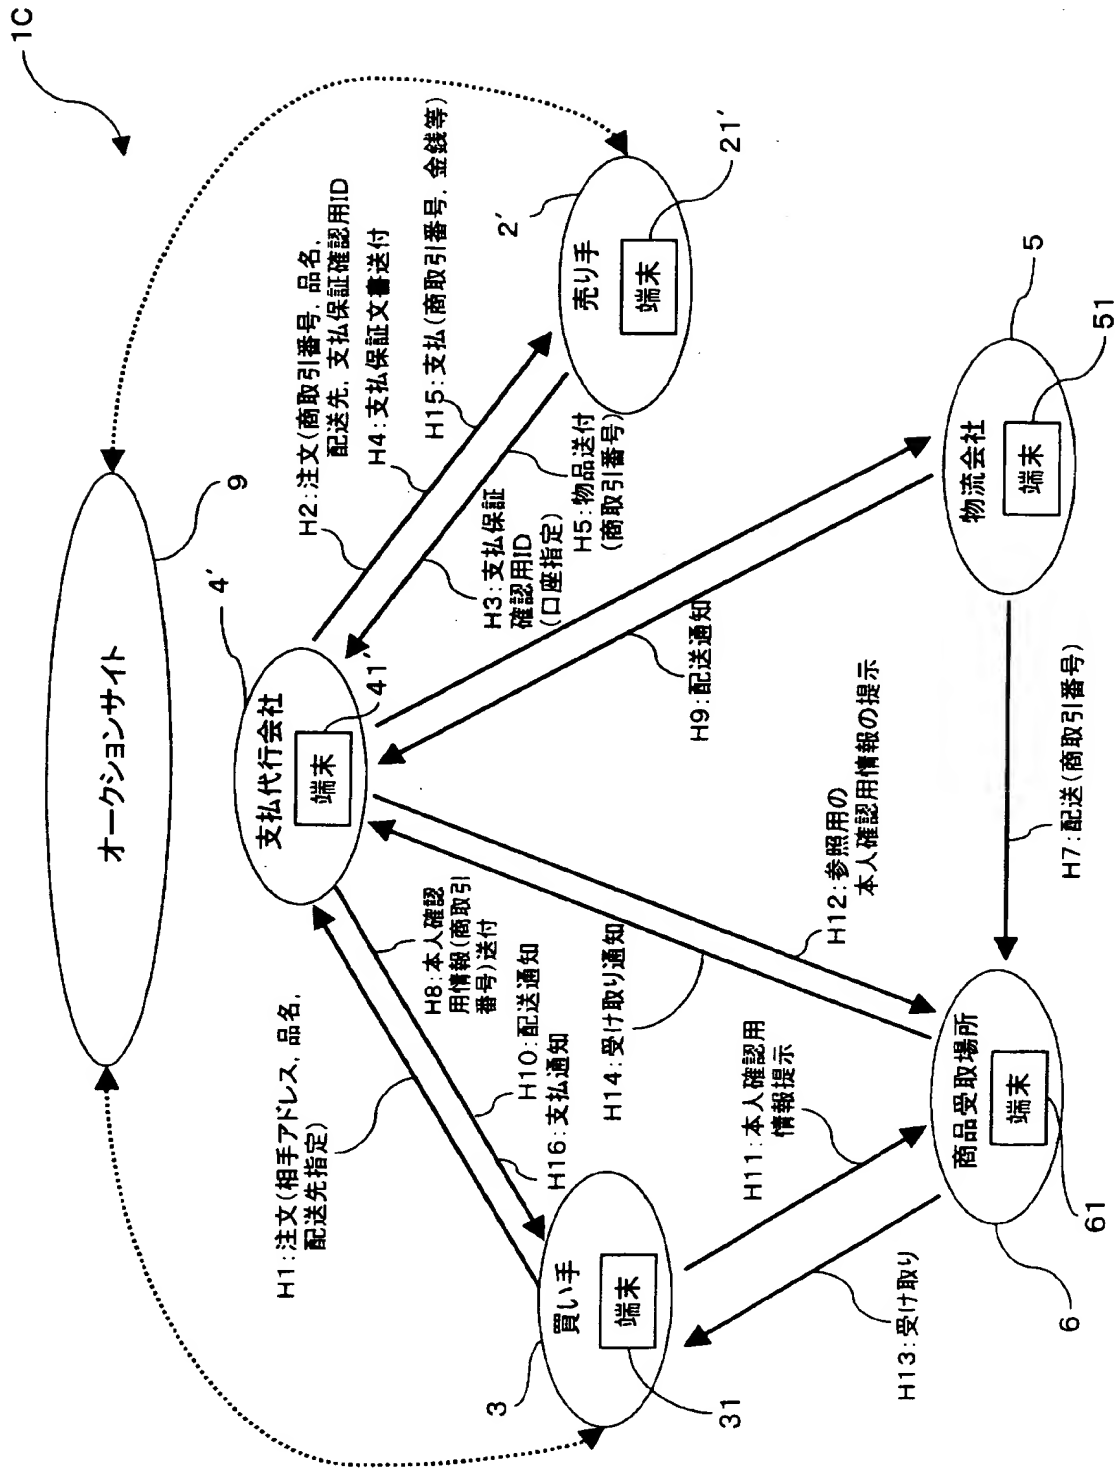 1C
オークションサイト
9
4'
支払代行会社
端末
41'
2'
売り手
端末
21'
H2:注文(商取引番号,品名,
配送先,支払保証確認用ID
H4:支払保証文書送付
H15:支払(商取引番号,金銭等)
H3:支払保証
確認用ID
(口座指定)
H5:物品送付
(商取引番号)
H1:注文(相手アドレス,品名,
配送先指定)
H8:本人確認
用情報(商取引
番号)送付
H10:配送通知
H16:支払通知
H14:受け取り通知
H12:参照用の
本人確認用情報の提示
H9:配送通知
3
買い手
端末
31
H11:本人確認用
情報提示
H13:受け取り
商品受取場所
端末
6
61
H7:配送(商取引番号)
物流会社
端末
5
51